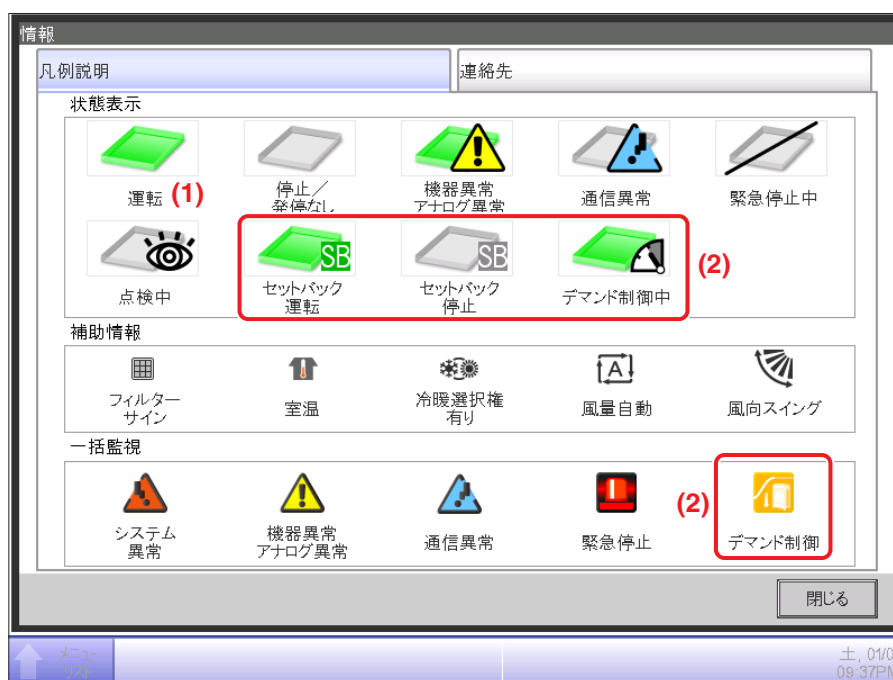 情報
凡例説明
連絡先
状態表示
運転 (1)
停止／
発停なし
機器異常
アナログ異常
通信異常
緊急停止中
点検中
SB
セットバック
運転
SB
セットバック
停止
デマンド制御中
(2)
補助情報
フィルター
サイン
室温
冷暖選択権
有り
A
風量自動
風向スイング
一括監視
システム
異常
機器異常
アナログ異常
通信異常
緊急停止
(2)
デマンド制御
閉じる
メニュー
リスト
土, 01/0
09:37PM